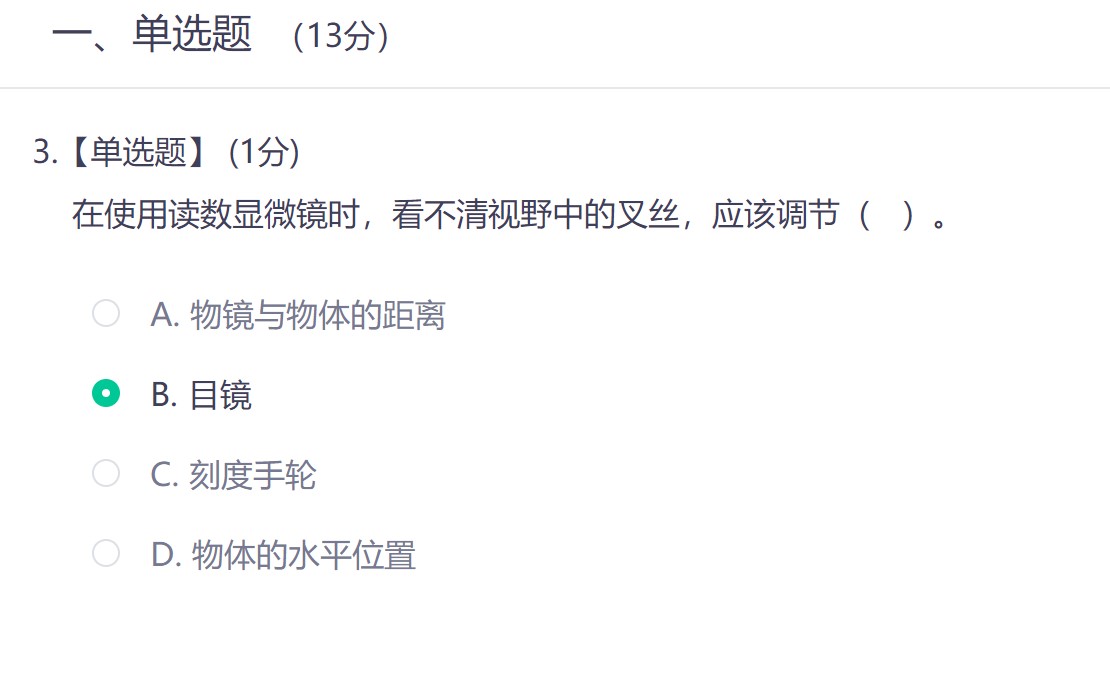 一、单选题 （13分）
3.【单选题】 (1分)
在使用读数显微镜时，看不清视野中的叉丝，应该调节（ ）。
A. 物镜与物体的距离
B. 目镜
C. 刻度手轮
D. 物体的水平位置